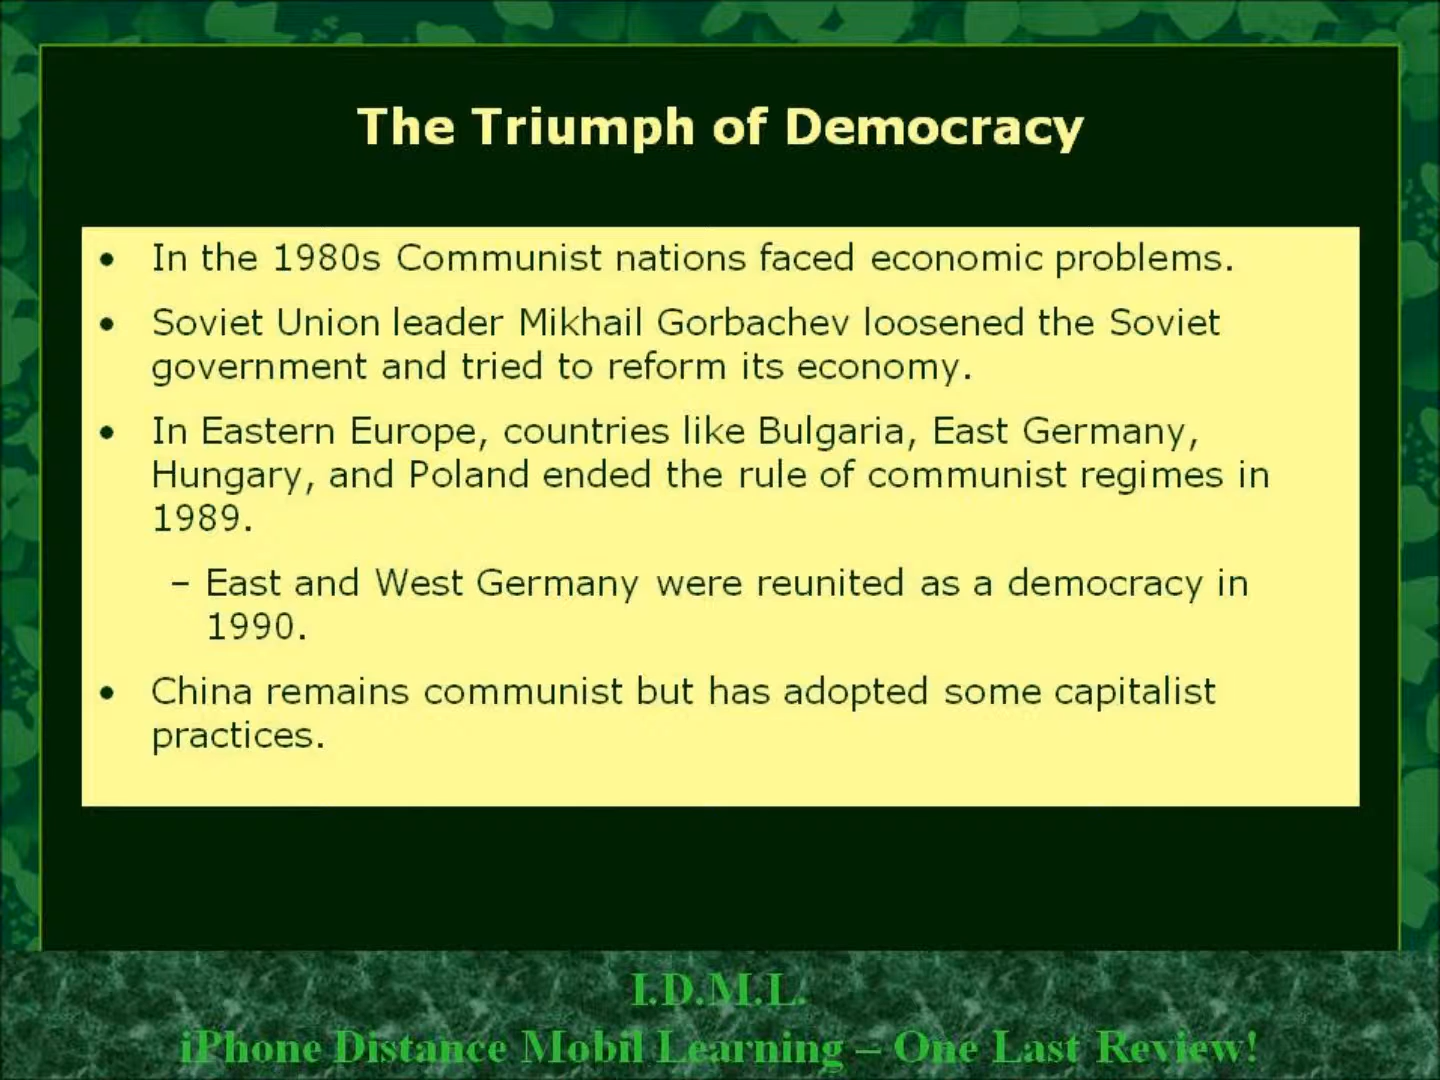 The Triumph of Democracy
• In the 1980s Communist nations faced economic problems.
• Soviet Union leader Mikhail Gorbachev loosened the Soviet
government and tried to reform its economy.
• In Eastern Europe, countries like Bulgaria, East Germany,
Hungary, and Poland ended the rule of communist regimes in
1989.
– East and West Germany were reunited as a democracy in
1990.
• China remains communist but has adopted some capitalist
practices.
I.D.M.L.
iPhone Distance Mobil Learning – One Last Review!